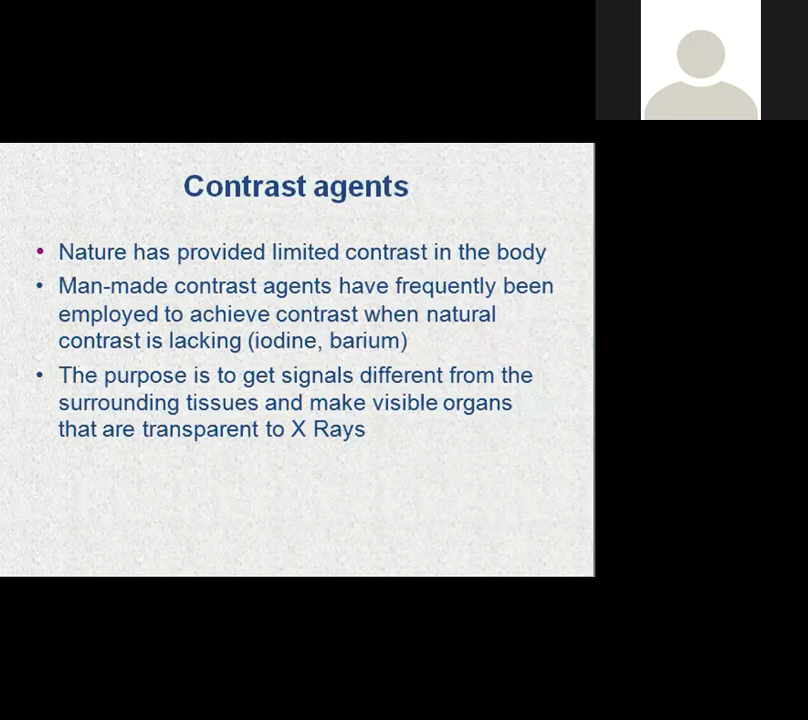 Contrast agents
• Nature has provided limited contrast in the body
• Man-made contrast agents have frequently been
employed to achieve contrast when natural
contrast is lacking (iodine, barium)
• The purpose is to get signals different from the
surrounding tissues and make visible organs
that are transparent to X Rays